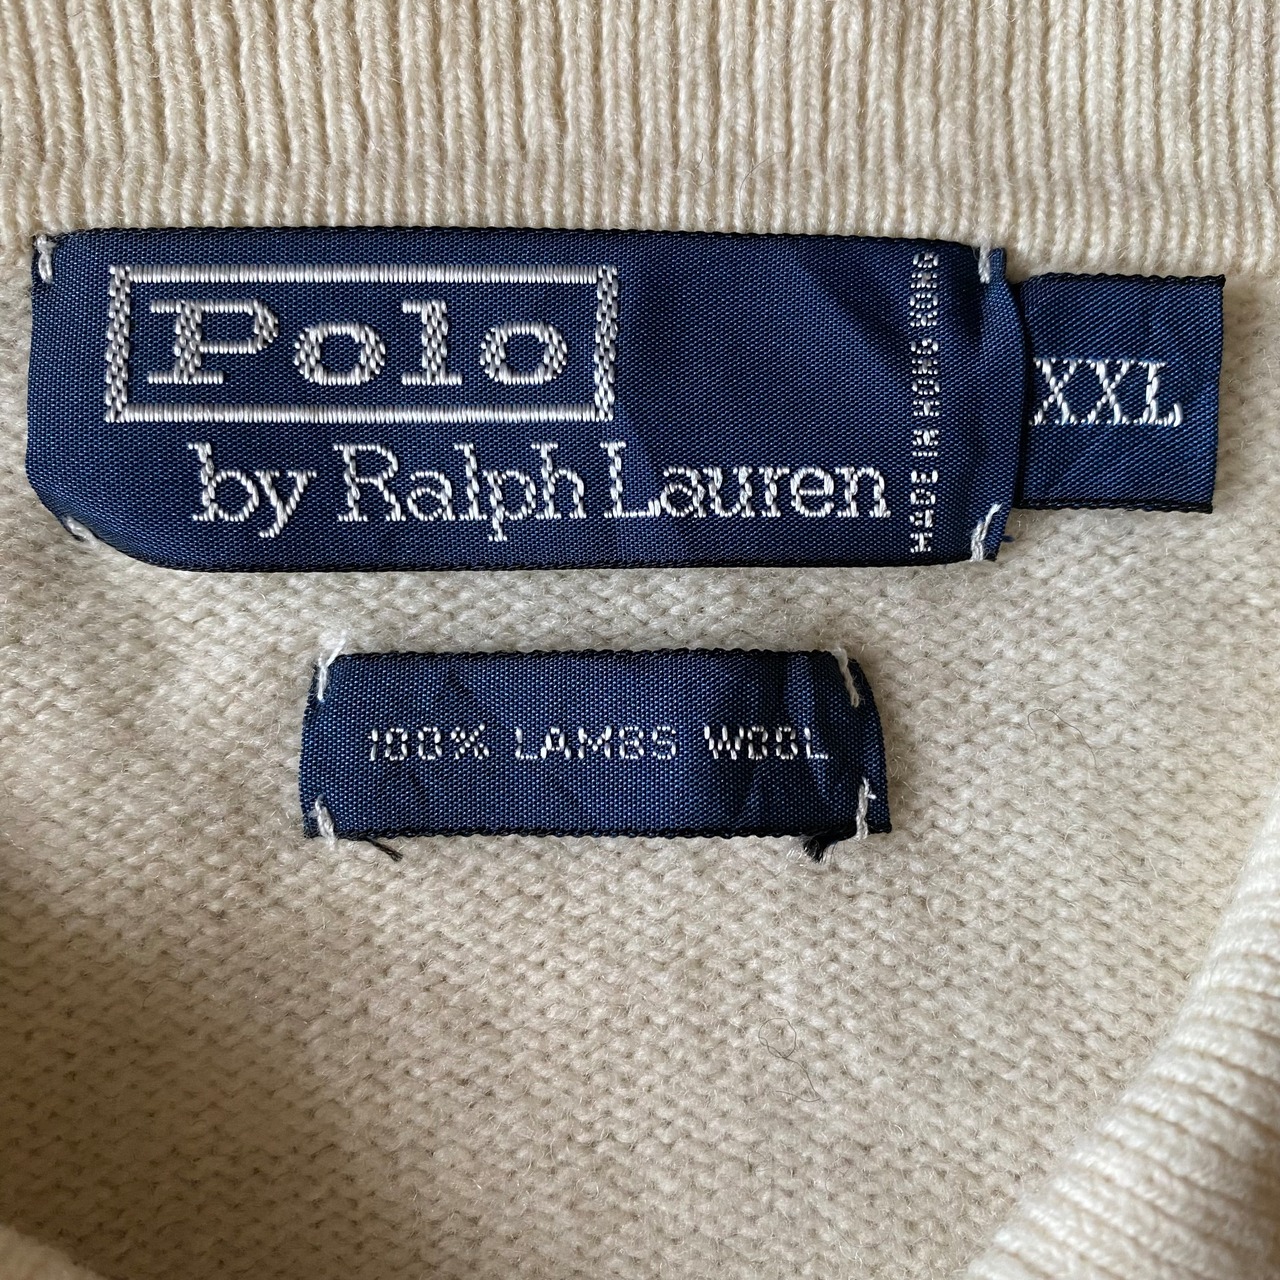 Polo
by Ralph Lauren
MADE IN HONG KONG
XXL
100% LAMBS WOOL